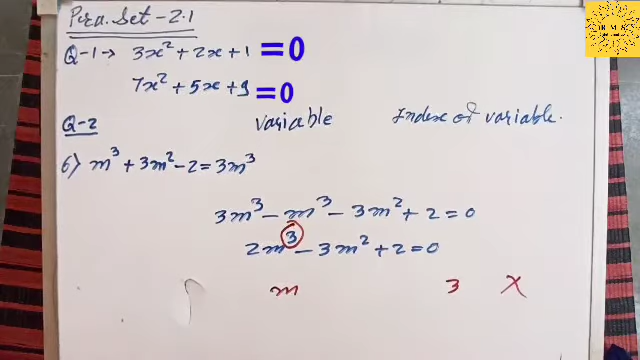 Pra. Set - 2.1
Q-1 → 3x² + 2x + 1 = 0
7x² + 5x + 9 = 0
Q-2 variable Index of variable.
6) m³ + 3m² - 2 = 3m³
3m³ - m³ - 3m² + 2 = 0
2m³ - 3m² + 2 = 0
m 3 X